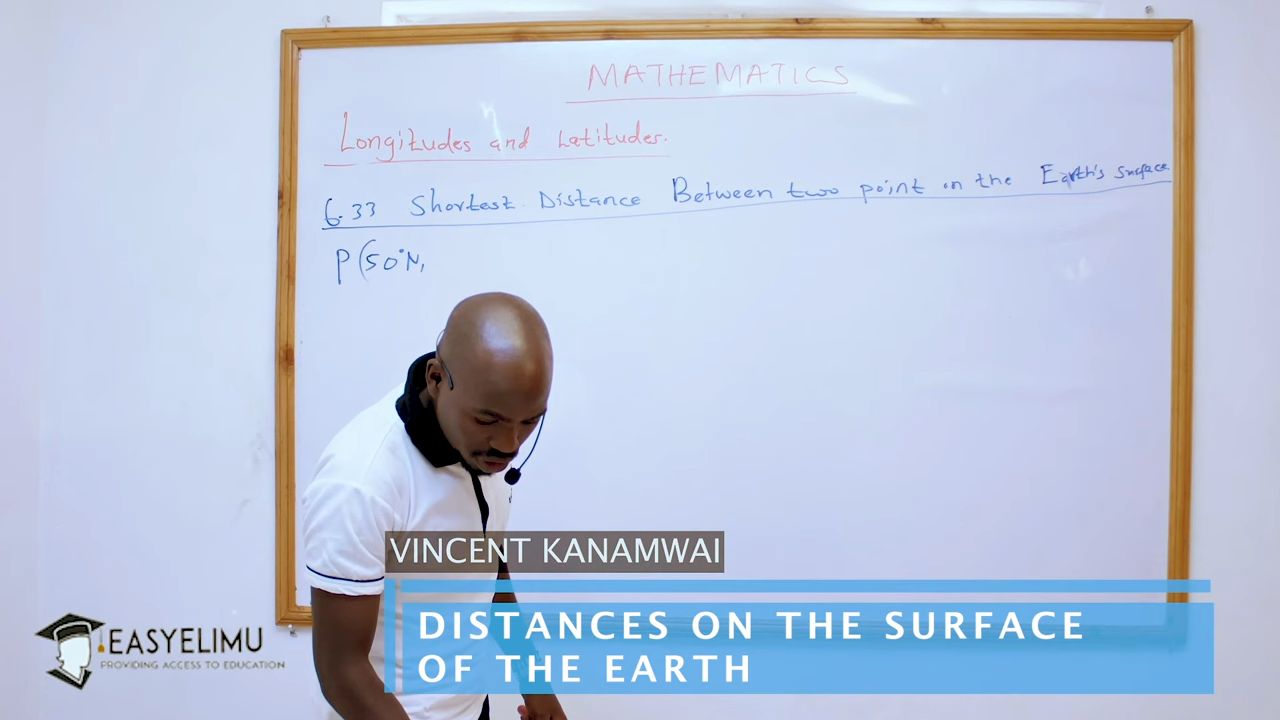 MATHEMATICS
Longitudes and Latitudes.
6.33 Shortest Distance Between two point on the Earth's surface
P(50°N,
VINCENT KANAMWAI
DISTANCES ON THE SURFACE
OF THE EARTH
EASYELIMU
PROVIDING ACCESS TO EDUCATION